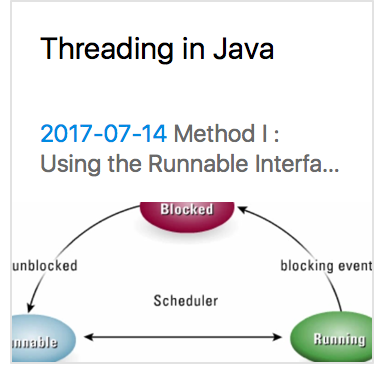 Threading in Java
2017-07-14 Method I :
Using the Runnable Interfa...
Blocked
unblocked
blocking event
Scheduler
nnable
Running